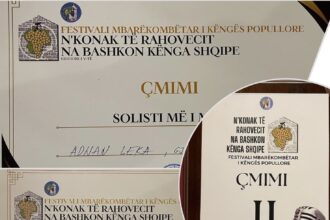 FESTIVALI MBARËKOMBËTAR I KËNGËS POPULLORE
N'KONAK TË RAHOVECIT
NA BASHKON KËNGA SHQIPE
ÇMIMI
SOLISTI MË I
ADNAN LEKA,
N'KONAK TË RAHOVECIT
NA BASHKON KËNGA SHQIPE
FESTIVALI MBARËKOMBËTAR I KËNGËS POPULLORE
ÇMIMI
II
FESTIVALI MBARËKOMBËTAR I KËNGËS
N'KONAK TË RAHOVECIT
NA BASHKON KËNGA SHQIPE